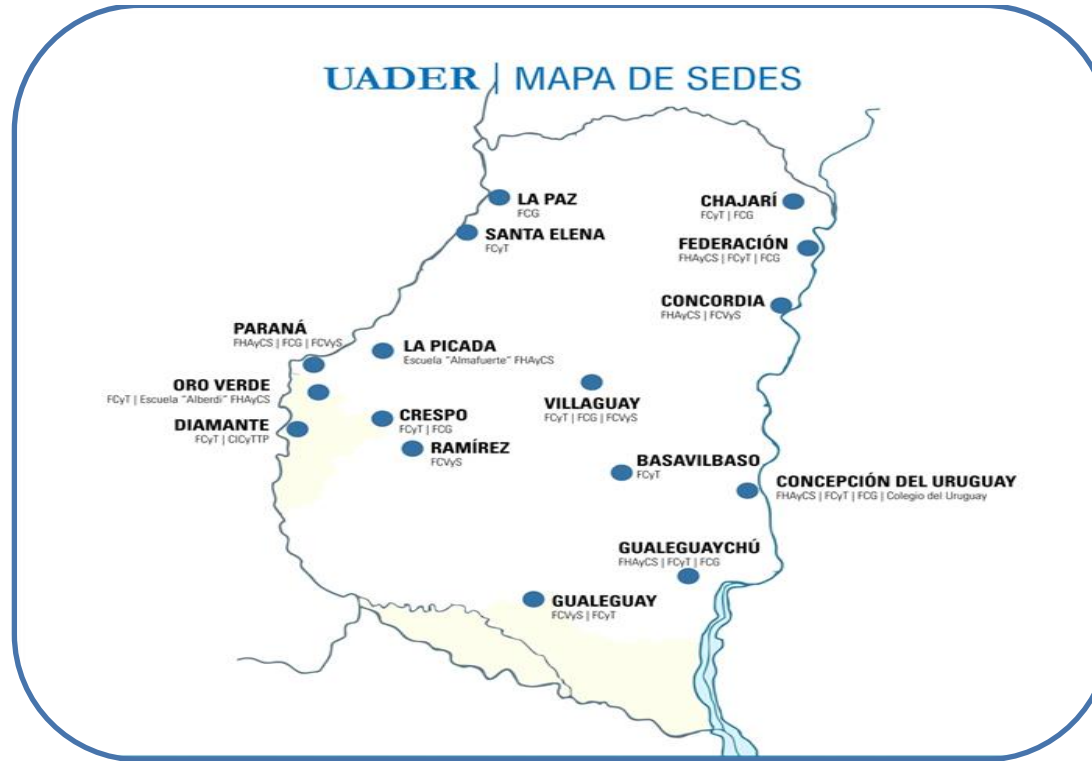 UADER | MAPA DE SEDES
LA PAZ
FCG
CHAJARÍ
FCyT | FCG
SANTA ELENA
FCyT
FEDERACIÓN
FHAyCS | FCyT | FCG
CONCORDIA
FHAyCS | FCVyS
PARANÁ
FHAyCS | FCG | FCVyS
LA PICADA
Escuela "Almafuerte" FHAyCS
ORO VERDE
FCyT | Escuela "Alberdi" FHAyCS
VILLAGUAY
FCyT | FCG | FCVyS
CRESPO
FCyT | FCG
DIAMANTE
FCyT | CICyTTP
RAMÍREZ
FCVyS
BASAVILBASO
FCyT
CONCEPCIÓN DEL URUGUAY
FHAyCS | FCyT | FCG | Colegio del Uruguay
GUALEGUAYCHÚ
FHAyCS | FCyT | FCG
GUALEGUAY
FCVyS | FCyT